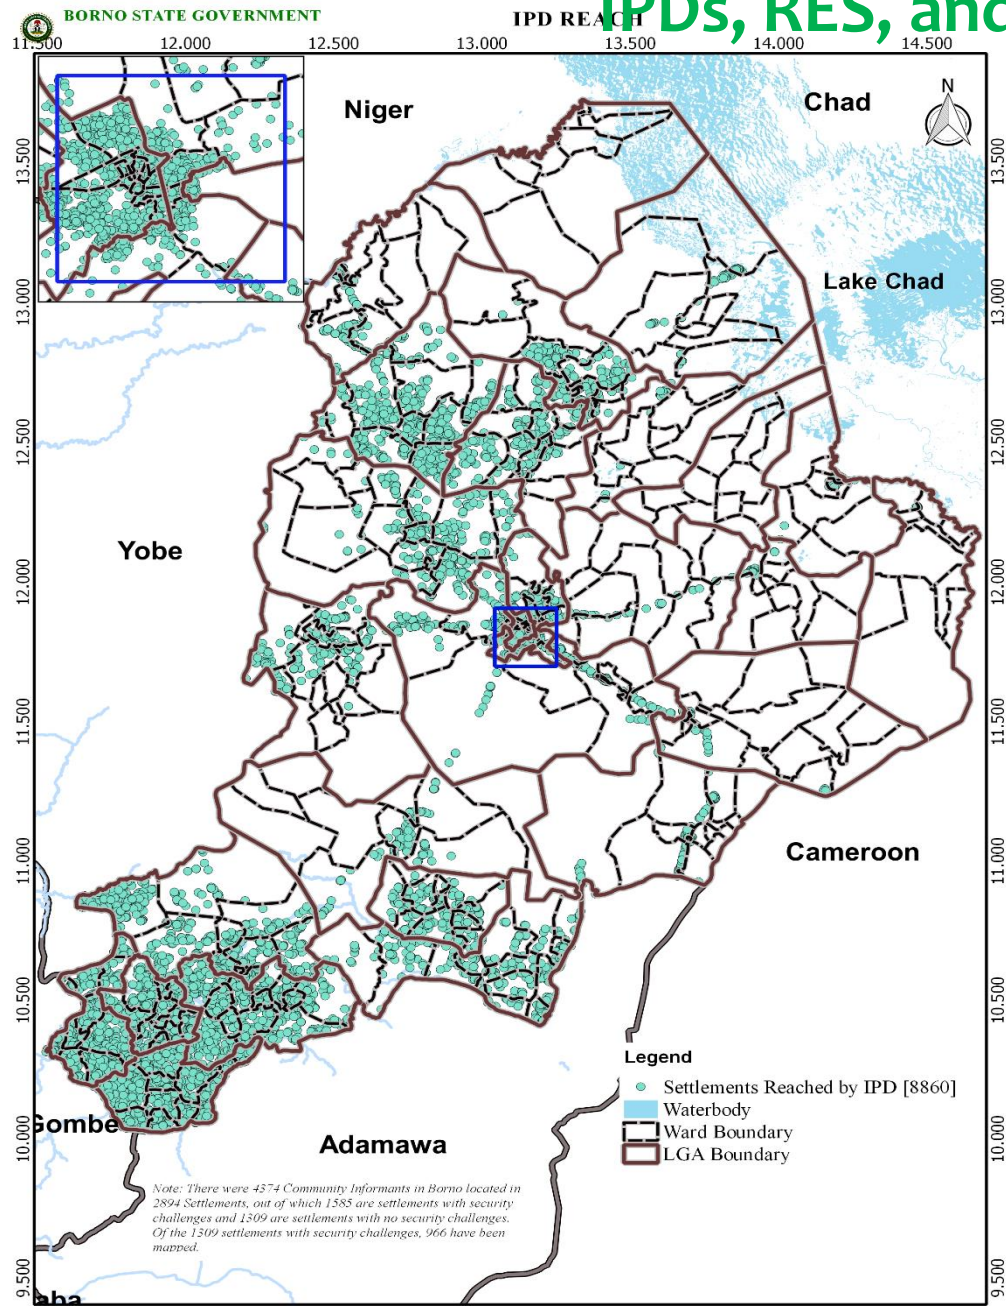 BORNO STATE GOVERNMENT
IPD REACH
IPDs, RES, and
11.500 12.000 12.500 13.000 13.500 14.000 14.500
Niger
Chad
N
13.500 13.500
Lake Chad
13.000 13.000
12.500 12.500
Yobe
12.000 12.000
11.500 11.500
Cameroon
11.000 11.000
10.500 10.500
Legend
Settlements Reached by IPD [8860]
Waterbody
Ward Boundary
LGA Boundary
Gombe
Adamawa
10.000 10.000
Note: There were 4374 Community Informants in Borno located in
2894 Settlements, out of which 1585 are settlements with security
challenges and 1309 are settlements with no security challenges.
Of the 1309 settlements with security challenges, 966 have been
mapped.
9.500 9.500
aba